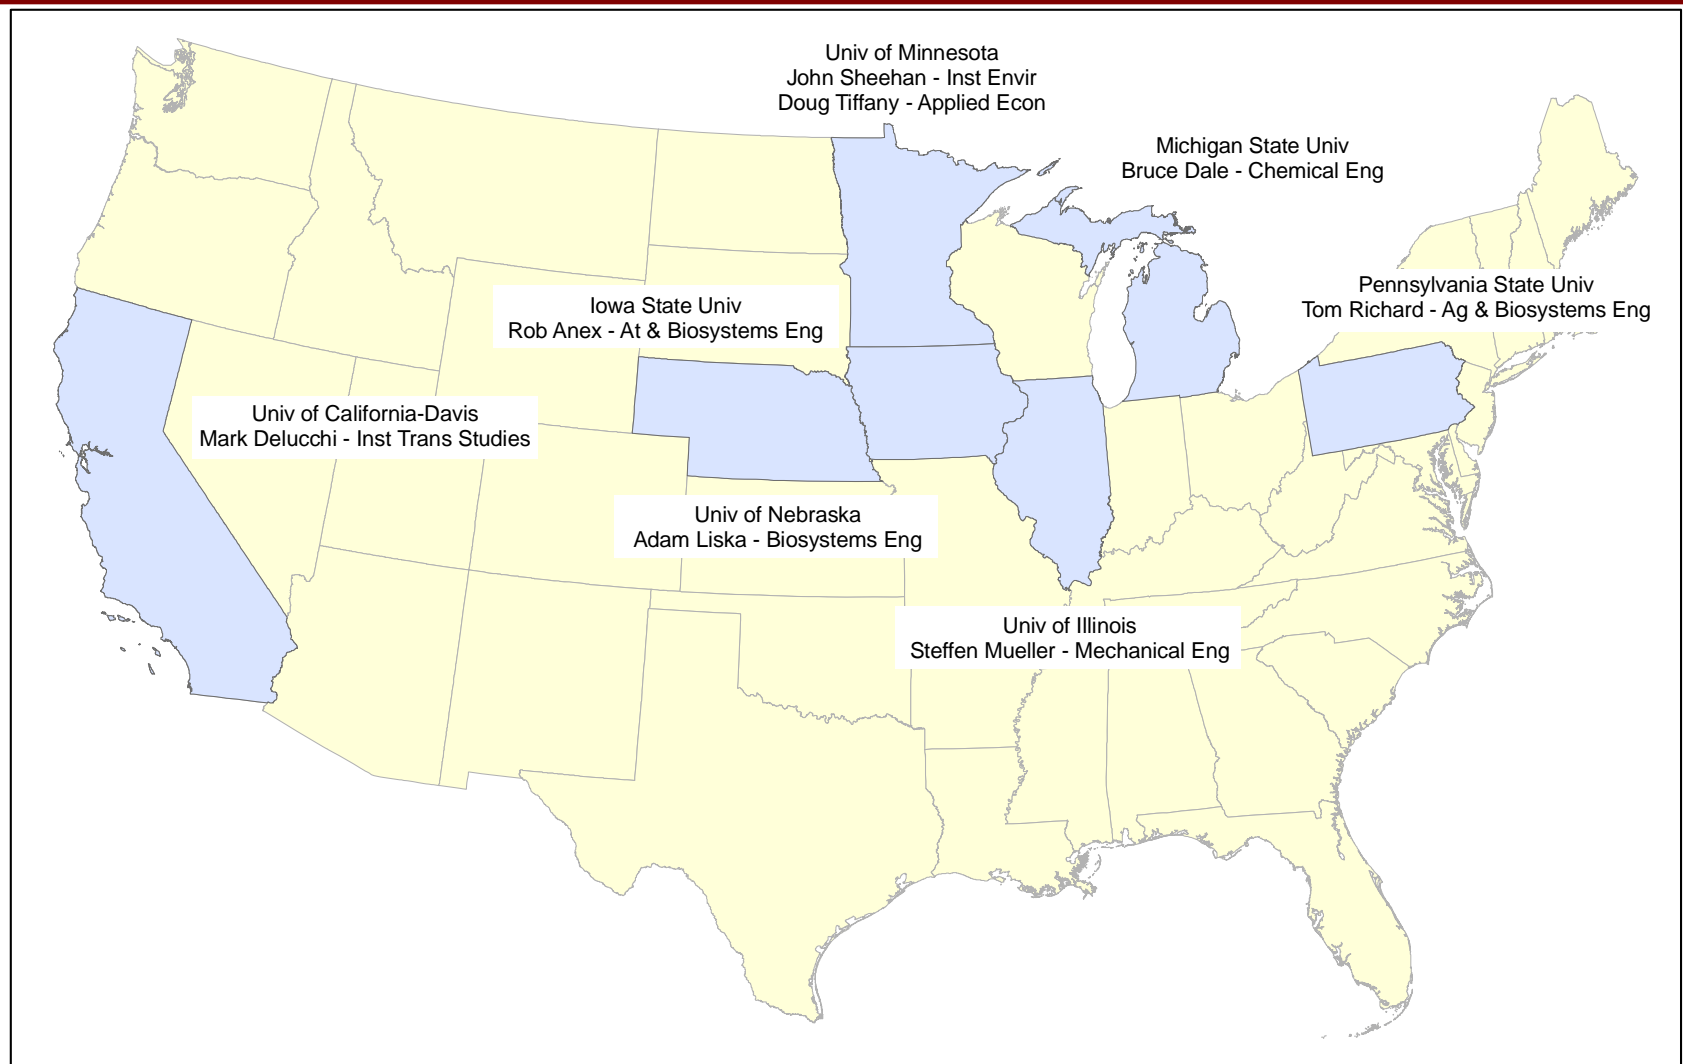 Univ of Minnesota
John Sheehan - Inst Envir
Doug Tiffany - Applied Econ
Michigan State Univ
Bruce Dale - Chemical Eng
Pennsylvania State Univ
Tom Richard - Ag & Biosystems Eng
Iowa State Univ
Rob Anex - At & Biosystems Eng
Univ of California-Davis
Mark Delucchi - Inst Trans Studies
Univ of Nebraska
Adam Liska - Biosystems Eng
Univ of Illinois
Steffen Mueller - Mechanical Eng